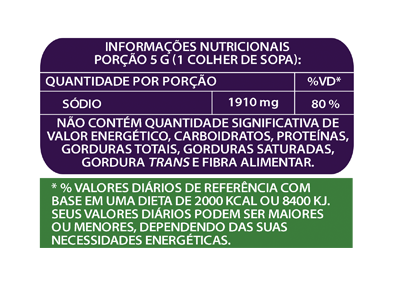 INFORMAÇÕES NUTRICIONAIS
PORÇÃO 5 G (1 COLHER DE SOPA):
QUANTIDADE POR PORÇÃO %VD*
SÓDIO 1910 mg 80 %
NÃO CONTÉM QUANTIDADE SIGNIFICATIVA DE
VALOR ENERGÉTICO, CARBOIDRATOS, PROTEÍNAS,
GORDURAS TOTAIS, GORDURAS SATURADAS,
GORDURA TRANS E FIBRA ALIMENTAR.
* % VALORES DIÁRIOS DE REFERÊNCIA COM
BASE EM UMA DIETA DE 2000 KCAL OU 8400 KJ.
SEUS VALORES DIÁRIOS PODEM SER MAIORES
OU MENORES, DEPENDENDO DAS SUAS
NECESSIDADES ENERGÉTICAS.